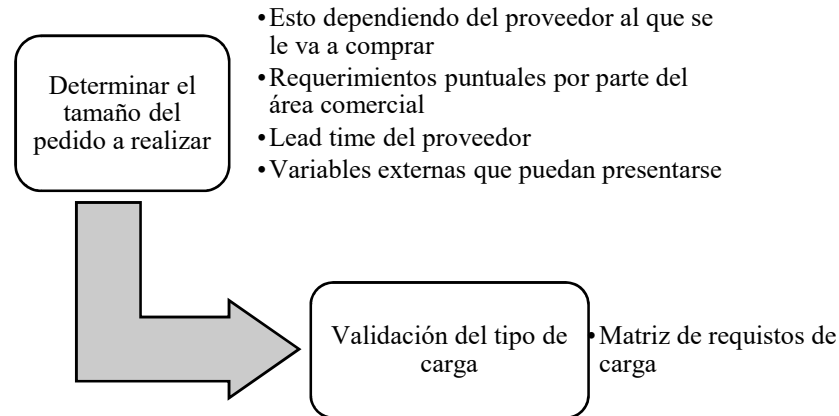 Determinar el
tamaño del
pedido a realizar
•Esto dependiendo del proveedor al que se
le va a comprar
•Requerimientos puntuales por parte del
área comercial
•Lead time del proveedor
•Variables externas que puedan presentarse
Validación del tipo de
carga
•Matriz de requistos de
carga